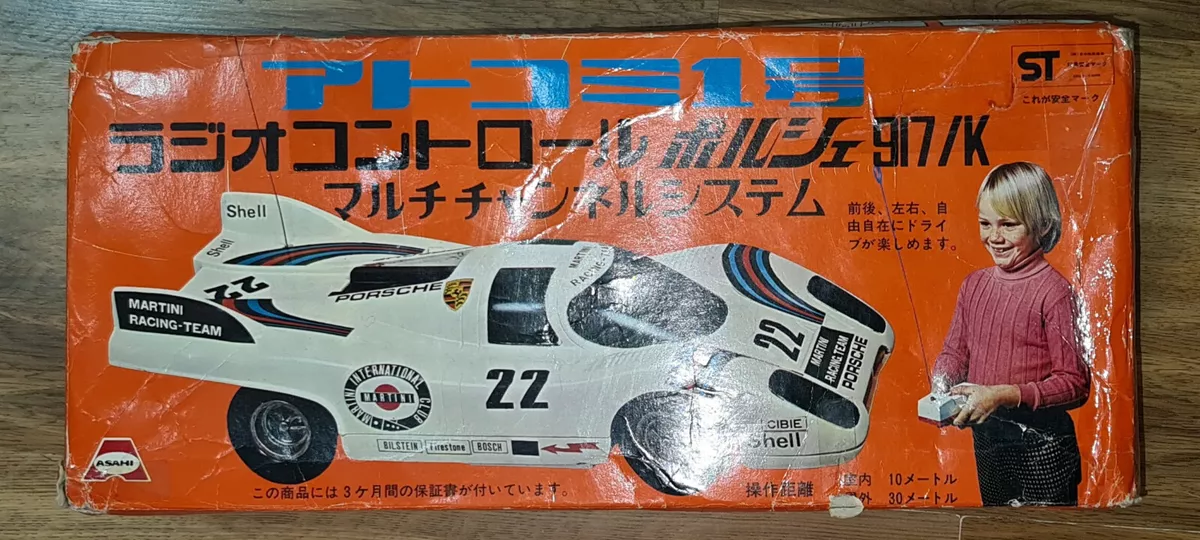 アトコミ1号
ST
これが安全マーク
ラジオコントロール ポルシェ 917/K
マルチチャンネルシステム
前後、左右、自
由自在にドライ
ブが楽しめます。
Shell
Shell
22
MARTINI
RACING-TEAM
PORSCHE
MARTINI
RACING-TEAM
22
MARTINI
RACING-TEAM
PORSCHE
INTERNATIONAL
MARTINI
CLUB
22
BILSTEIN
Firestone
BOSCH
CIBIE
Shell
ASAHI
この商品には3ケ月間の保証書が付いています。
操作距離
内 10メートル
外 30メートル